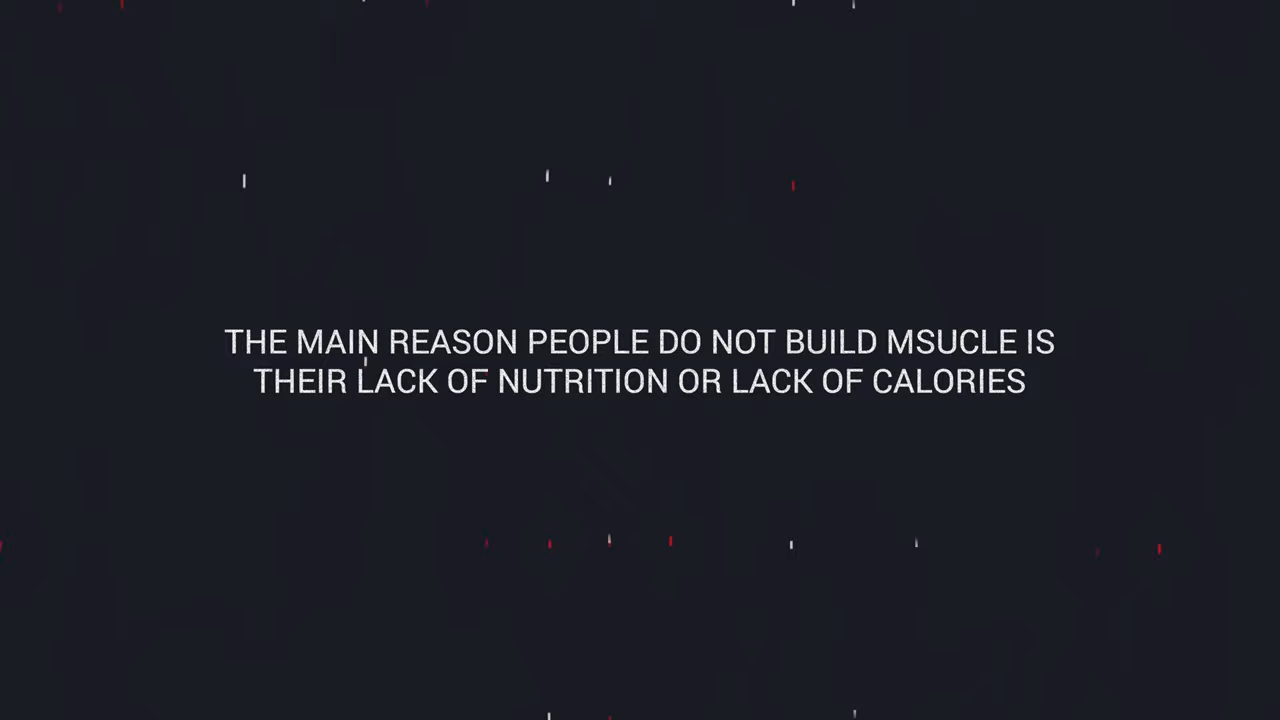 THE MAIN REASON PEOPLE DO NOT BUILD MSUCLE IS
THEIR LACK OF NUTRITION OR LACK OF CALORIES